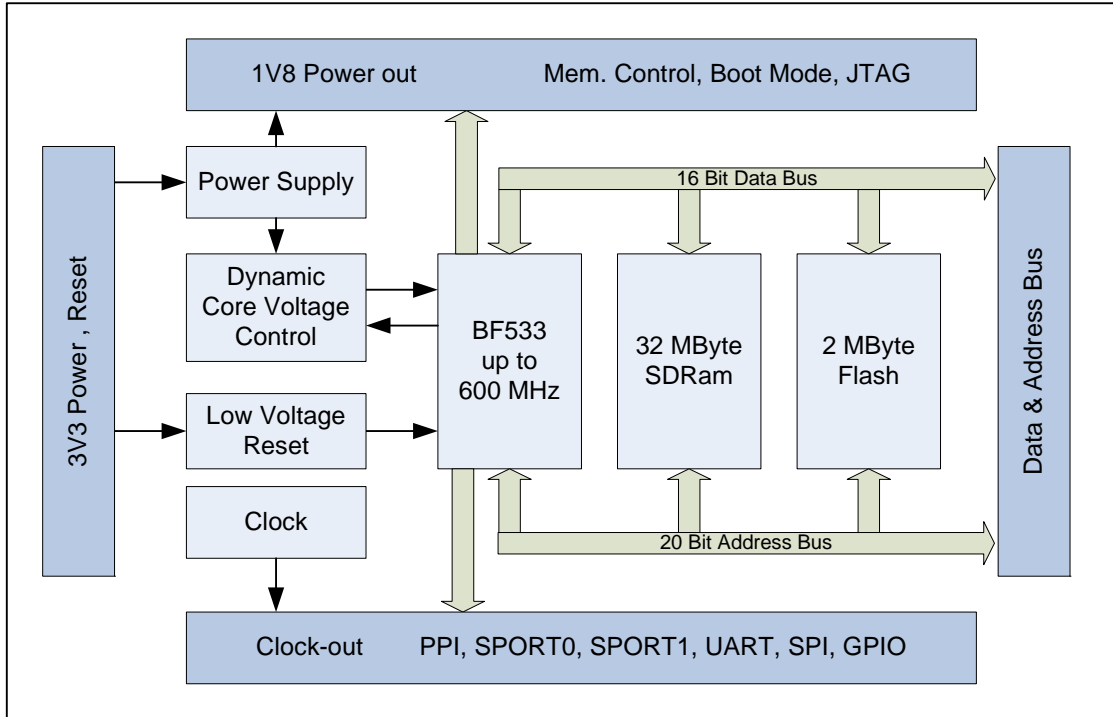 1V8 Power out Mem. Control, Boot Mode, JTAG
3V3 Power , Reset
Power Supply
16 Bit Data Bus
Dynamic
Core Voltage
Control
BF533
up to
600 MHz
32 MByte
SDRam
2 MByte
Flash
Data & Address Bus
Low Voltage
Reset
Clock
20 Bit Address Bus
Clock-out PPI, SPORT0, SPORT1, UART, SPI, GPIO